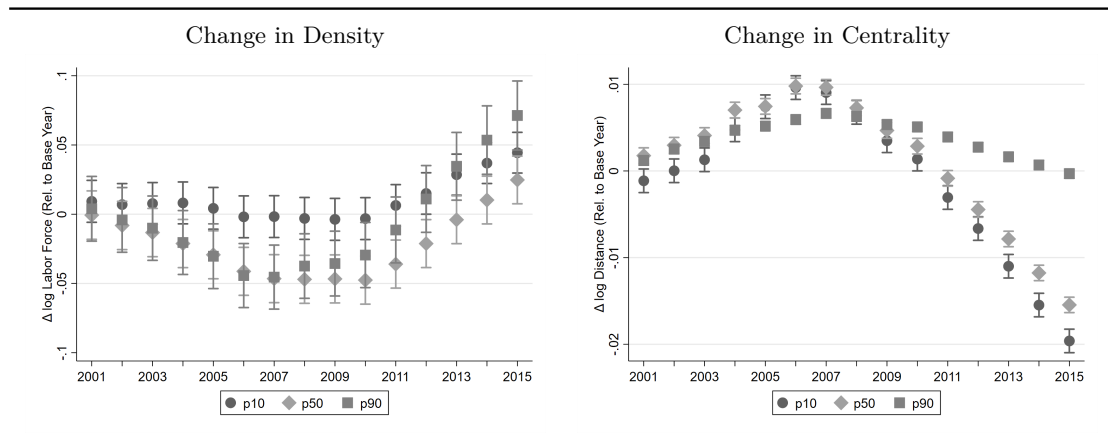 Change in Density
Δ log Labor Force (Rel. to Base Year)
.1
.05
0
-.05
-.1
2001 2003 2005 2007 2009 2011 2013 2015
p10 p50 p90
Change in Centrality
Δ log Distance (Rel. to Base Year)
.01
0
-.01
-.02
2001 2003 2005 2007 2009 2011 2013 2015
p10 p50 p90